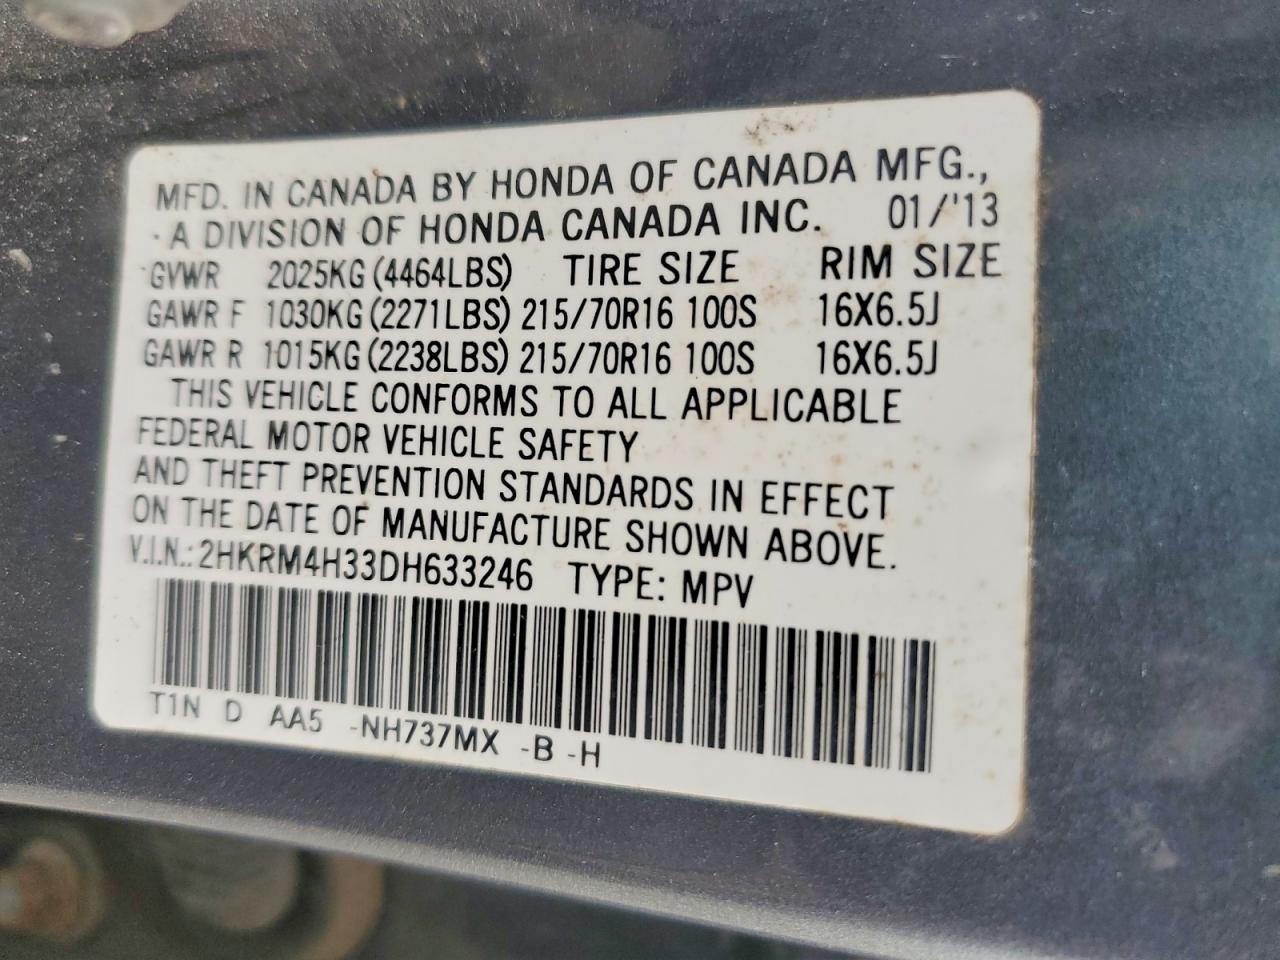 MFD. IN CANADA BY HONDA OF CANADA MFG.,
A DIVISION OF HONDA CANADA INC. 01/'13
GVWR 2025KG (4464LBS) TIRE SIZE RIM SIZE
GAWR F 1030KG (2271LBS) 215/70R16 100S 16X6.5J
GAWR R 1015KG (2238LBS) 215/70R16 100S 16X6.5J
THIS VEHICLE CONFORMS TO ALL APPLICABLE
FEDERAL MOTOR VEHICLE SAFETY
AND THEFT PREVENTION STANDARDS IN EFFECT
ON THE DATE OF MANUFACTURE SHOWN ABOVE.
V.I.N.: 2HKRM4H33DH633246 TYPE: MPV
T1N D AA5 -NH737MX -B -H